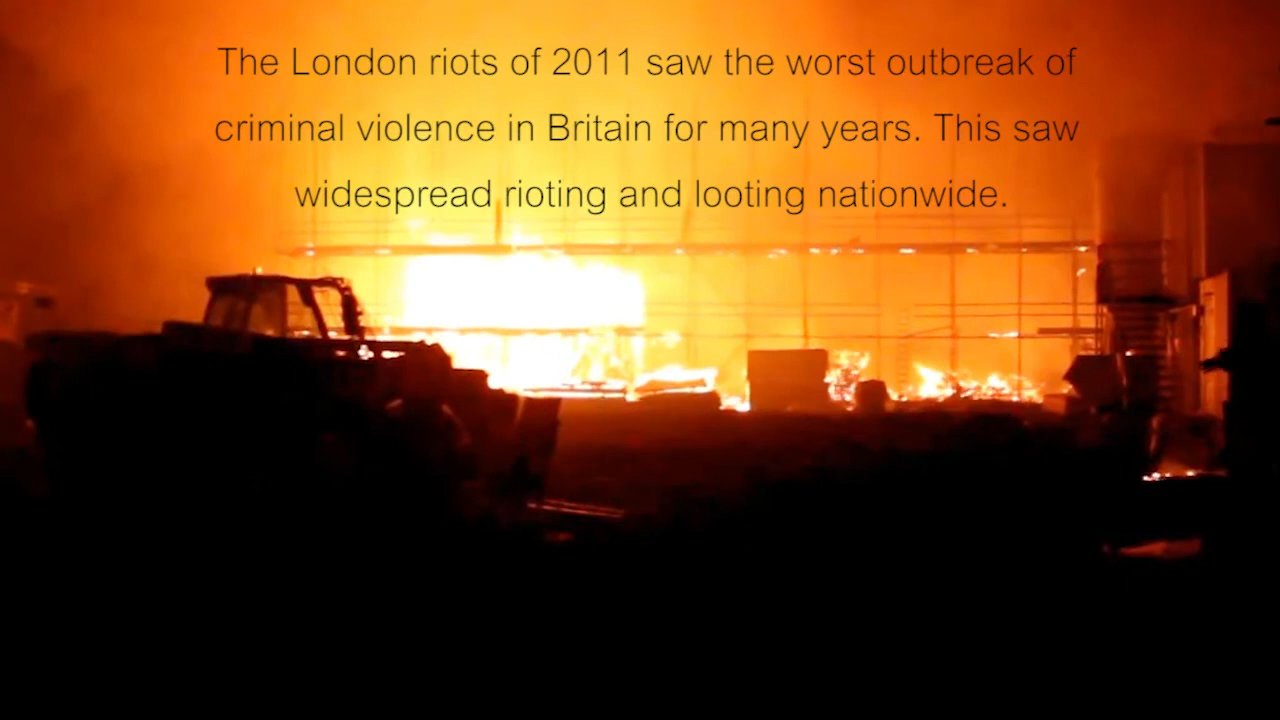 The London riots of 2011 saw the worst outbreak of
criminal violence in Britain for many years. This saw
widespread rioting and looting nationwide.